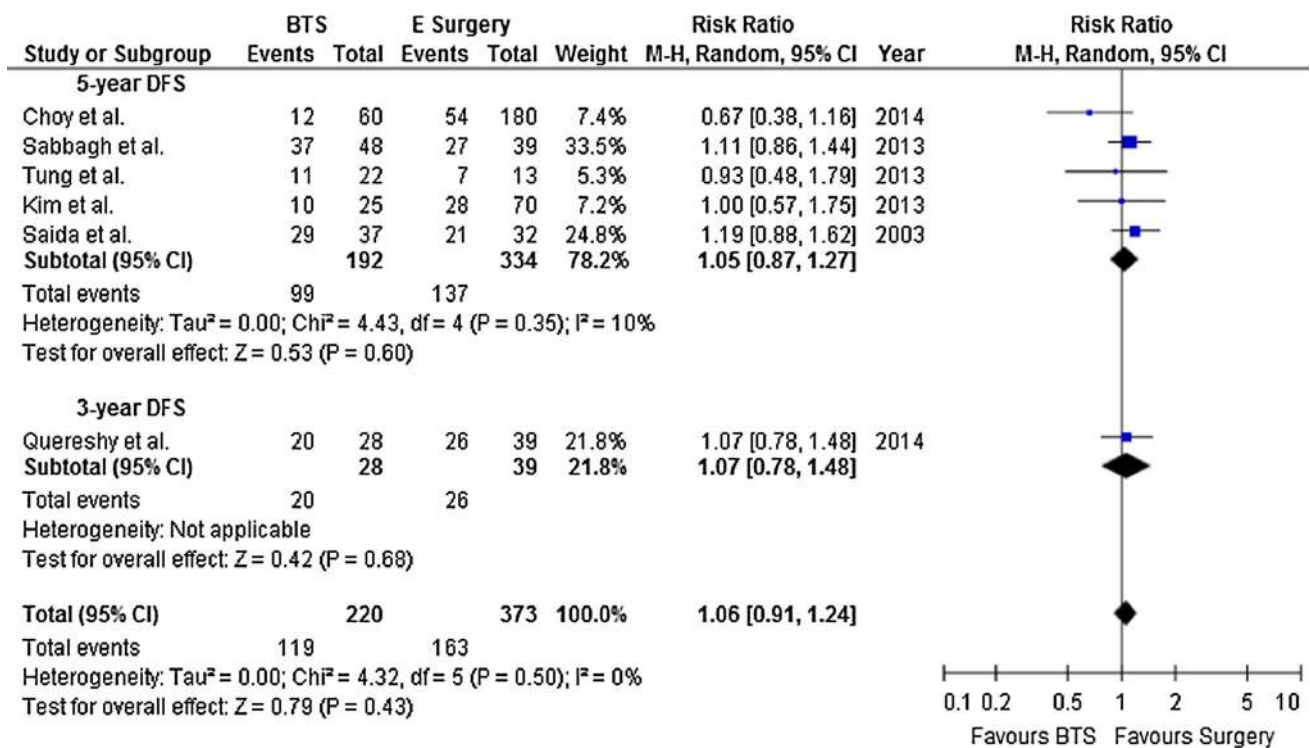 BTS E Surgery Risk Ratio Risk Ratio
Study or Subgroup Events Total Events Total Weight M-H, Random, 95% CI Year M-H, Random, 95% CI
5-year DFS
Choy et al. 12 60 54 180 7.4% 0.67 [0.38, 1.16] 2014
Sabbagh et al. 37 48 27 39 33.5% 1.11 [0.86, 1.44] 2013
Tung et al. 11 22 7 13 5.3% 0.93 [0.48, 1.79] 2013
Kim et al. 10 25 28 70 7.2% 1.00 [0.57, 1.75] 2013
Saida et al. 29 37 21 32 24.8% 1.19 [0.88, 1.62] 2003
Subtotal (95% CI) 192 334 78.2% 1.05 [0.87, 1.27]
Total events 99 137
Heterogeneity: Tau² = 0.00; Chi² = 4.43, df = 4 (P = 0.35); I² = 10%
Test for overall effect: Z = 0.53 (P = 0.60)
3-year DFS
Quereshy et al. 20 28 26 39 21.8% 1.07 [0.78, 1.48] 2014
Subtotal (95% CI) 28 39 21.8% 1.07 [0.78, 1.48]
Total events 20 26
Heterogeneity: Not applicable
Test for overall effect: Z = 0.42 (P = 0.68)
Total (95% CI) 220 373 100.0% 1.06 [0.91, 1.24]
Total events 119 163
Heterogeneity: Tau² = 0.00; Chi² = 4.32, df = 5 (P = 0.50); I² = 0%
Test for overall effect: Z = 0.79 (P = 0.43)
0.1 0.2 0.5 1 2 5 10
Favours BTS Favours Surgery